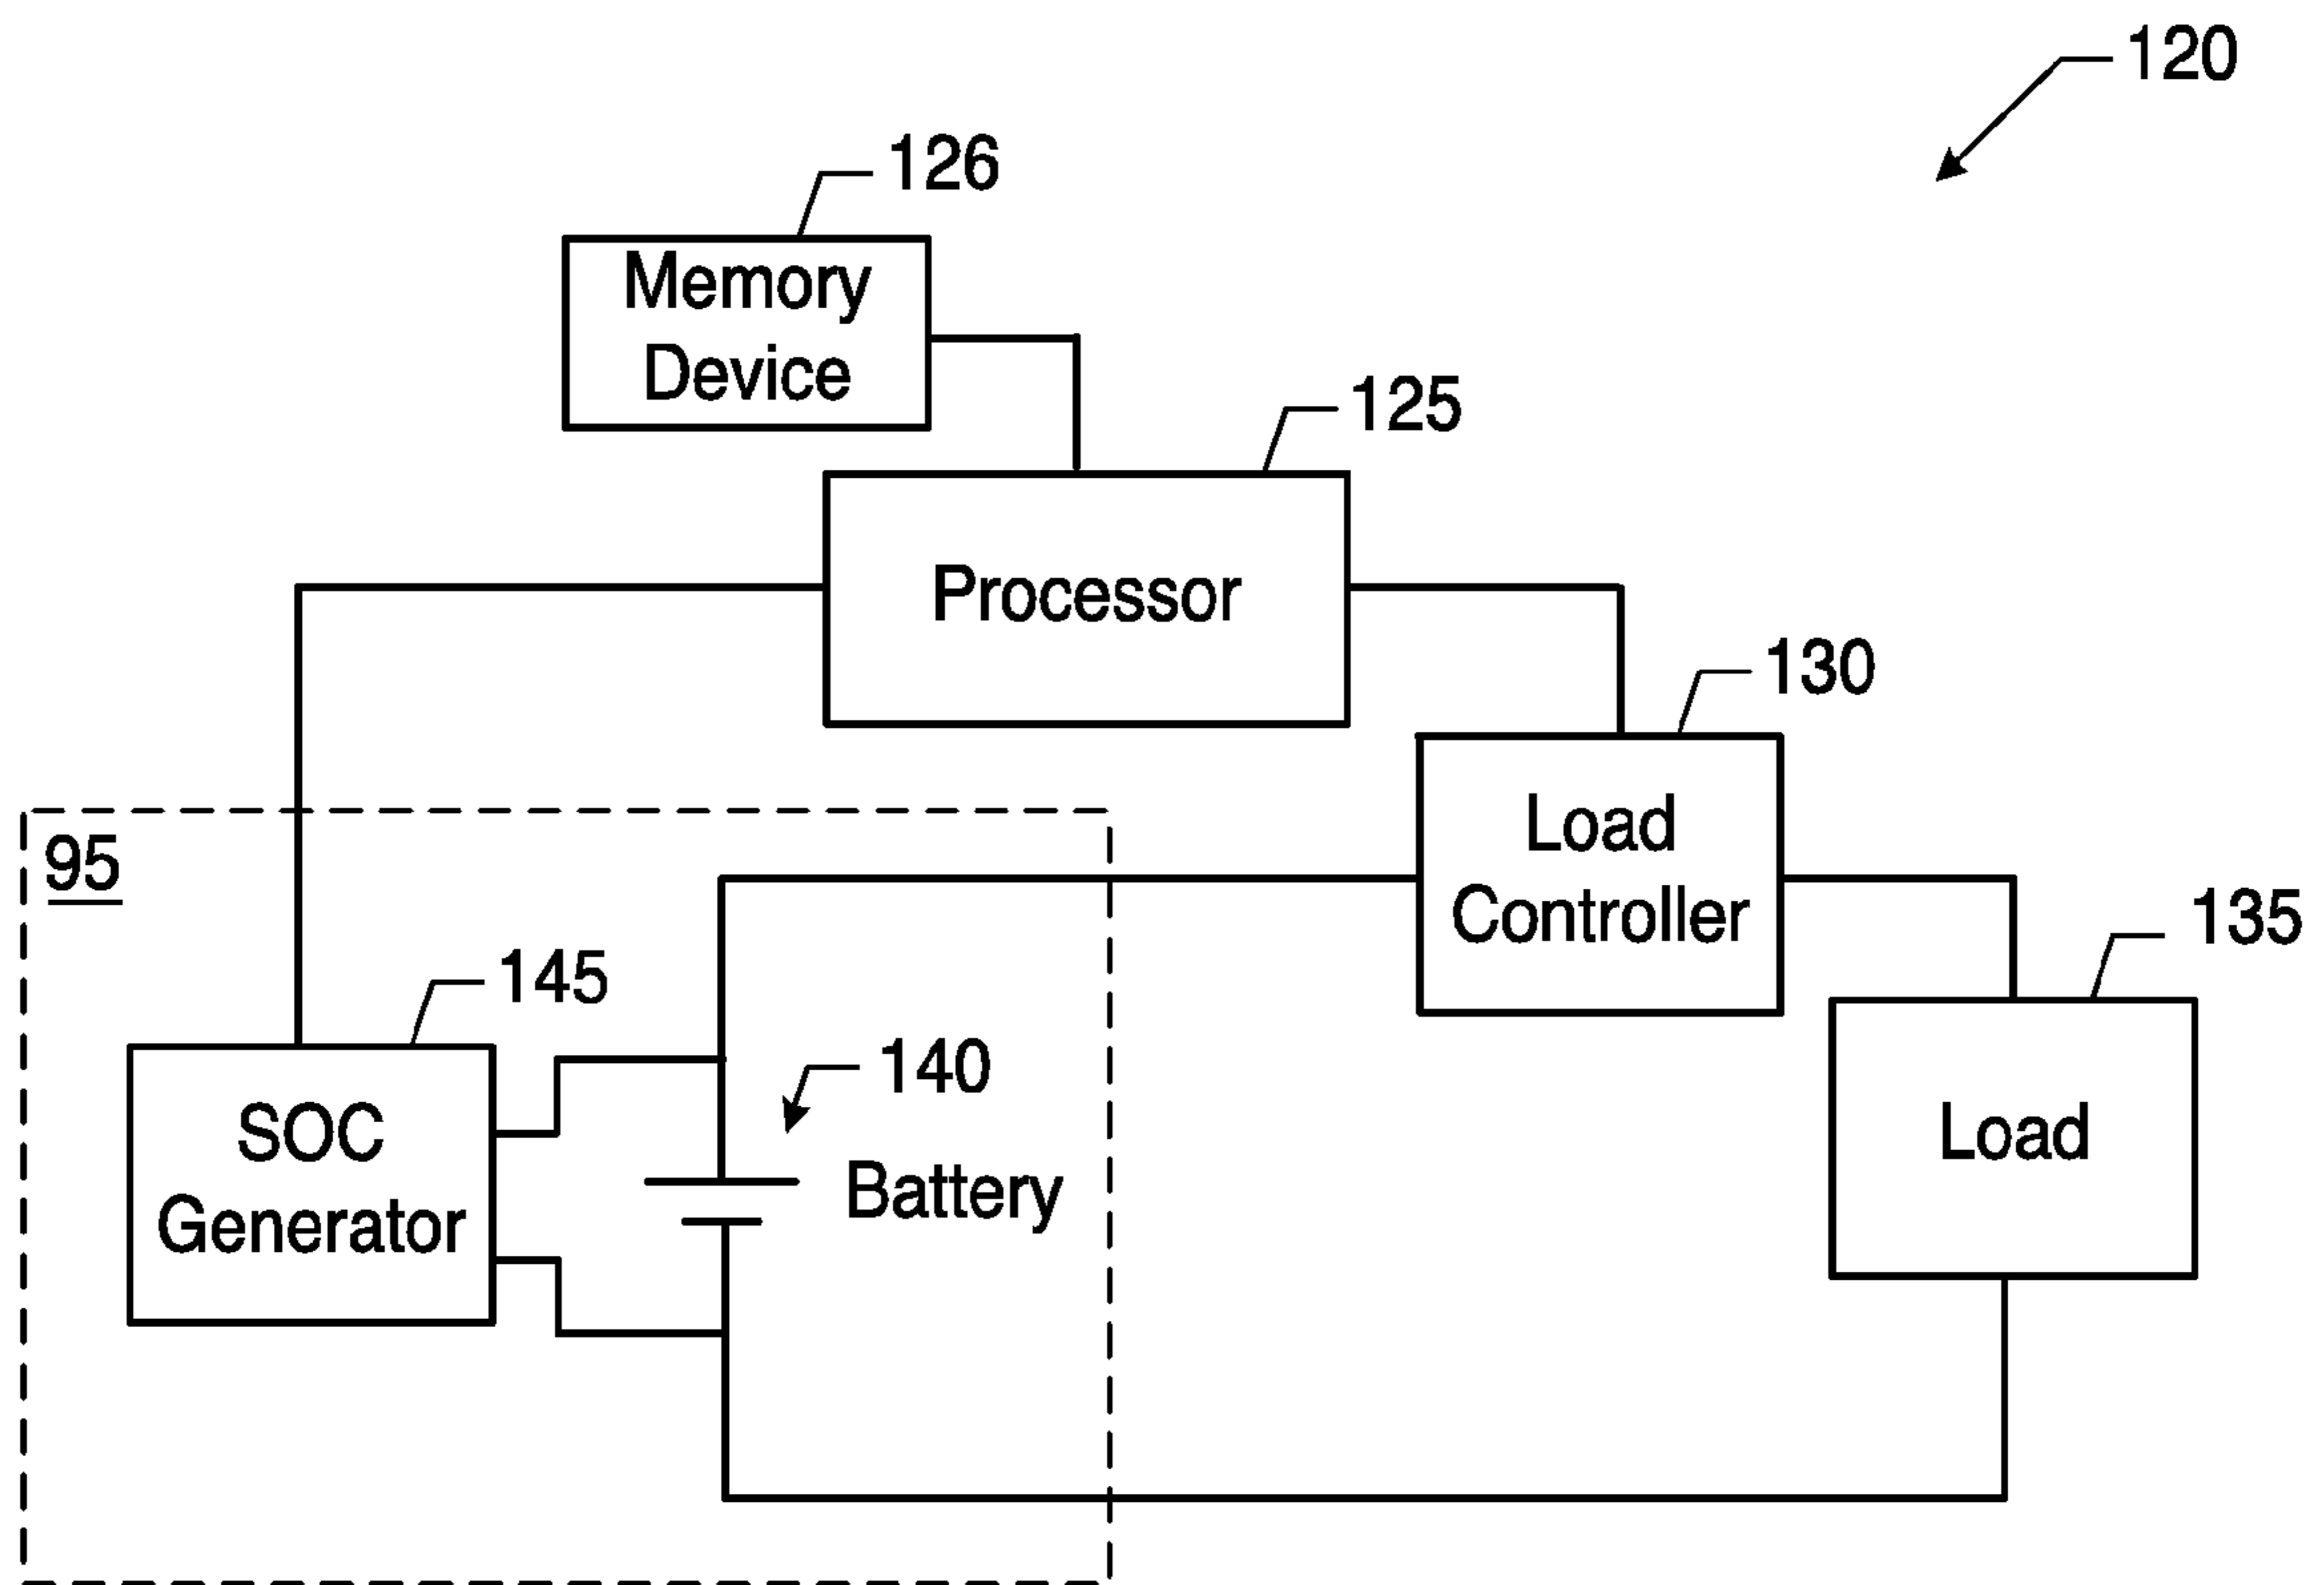 120
126
Memory
Device
125
Processor
130
Load
Controller
95
135
145
140
SOC
Generator
Battery
Load